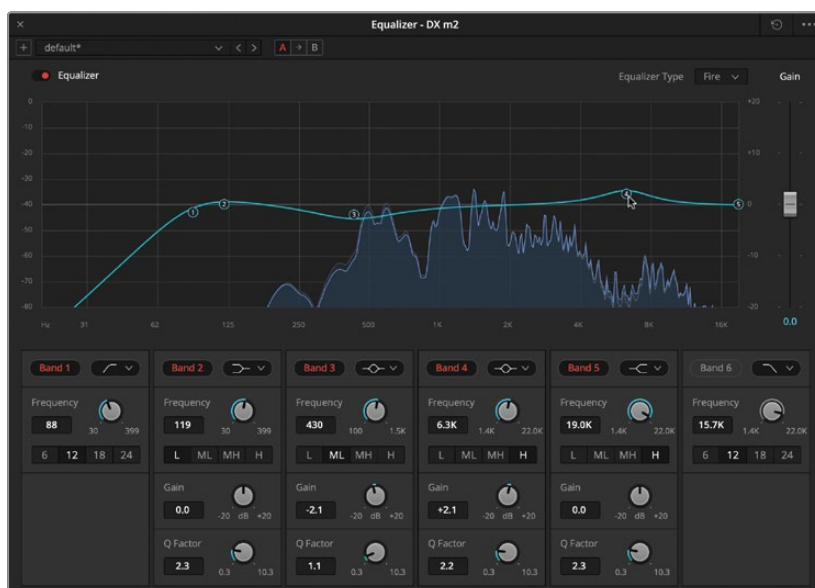 Equalizer - DX m2
default*
A B
Equalizer
Equalizer Type Fire Gain
0 +20
-10 +10
-20
-30
-40 0
-50
-60 -10
-70
-80 -20
1 2 3 4 5
Hz 31 62 125 250 500 1K 2K 4K 8K 16K
0.0
Band 1 Band 2 Band 3 Band 4 Band 5 Band 6
Frequency Frequency Frequency Frequency Frequency Frequency
88 119 430 6.3K 19.0K 15.7K
30 399 30 399 100 1.5K 1.4K 22.0K 1.4K 22.0K 1.4K 22.0K
6 12 18 24 L ML MH H L ML MH H L ML MH H L ML MH H 6 12 18 24
Gain Gain Gain Gain
0.0 -2.1 +2.1 0.0
-20 dB +20 -20 dB +20 -20 dB +20 -20 dB +20
Q Factor Q Factor Q Factor Q Factor
2.3 1.1 2.2 2.3
0.3 10.3 0.3 10.3 0.3 10.3 0.3 10.3